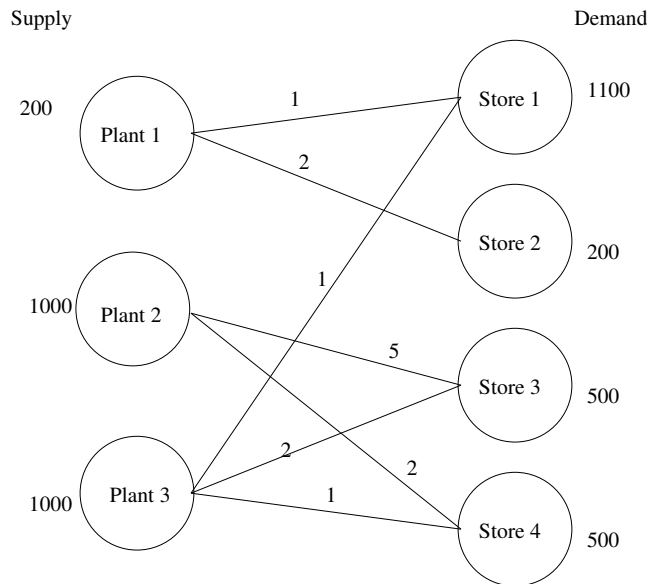 Supply
Demand
200
Plant 1
1
Store 1
1100
2
Store 2
200
1
1000
Plant 2
5
Store 3
500
2
2
1000
Plant 3
1
Store 4
500